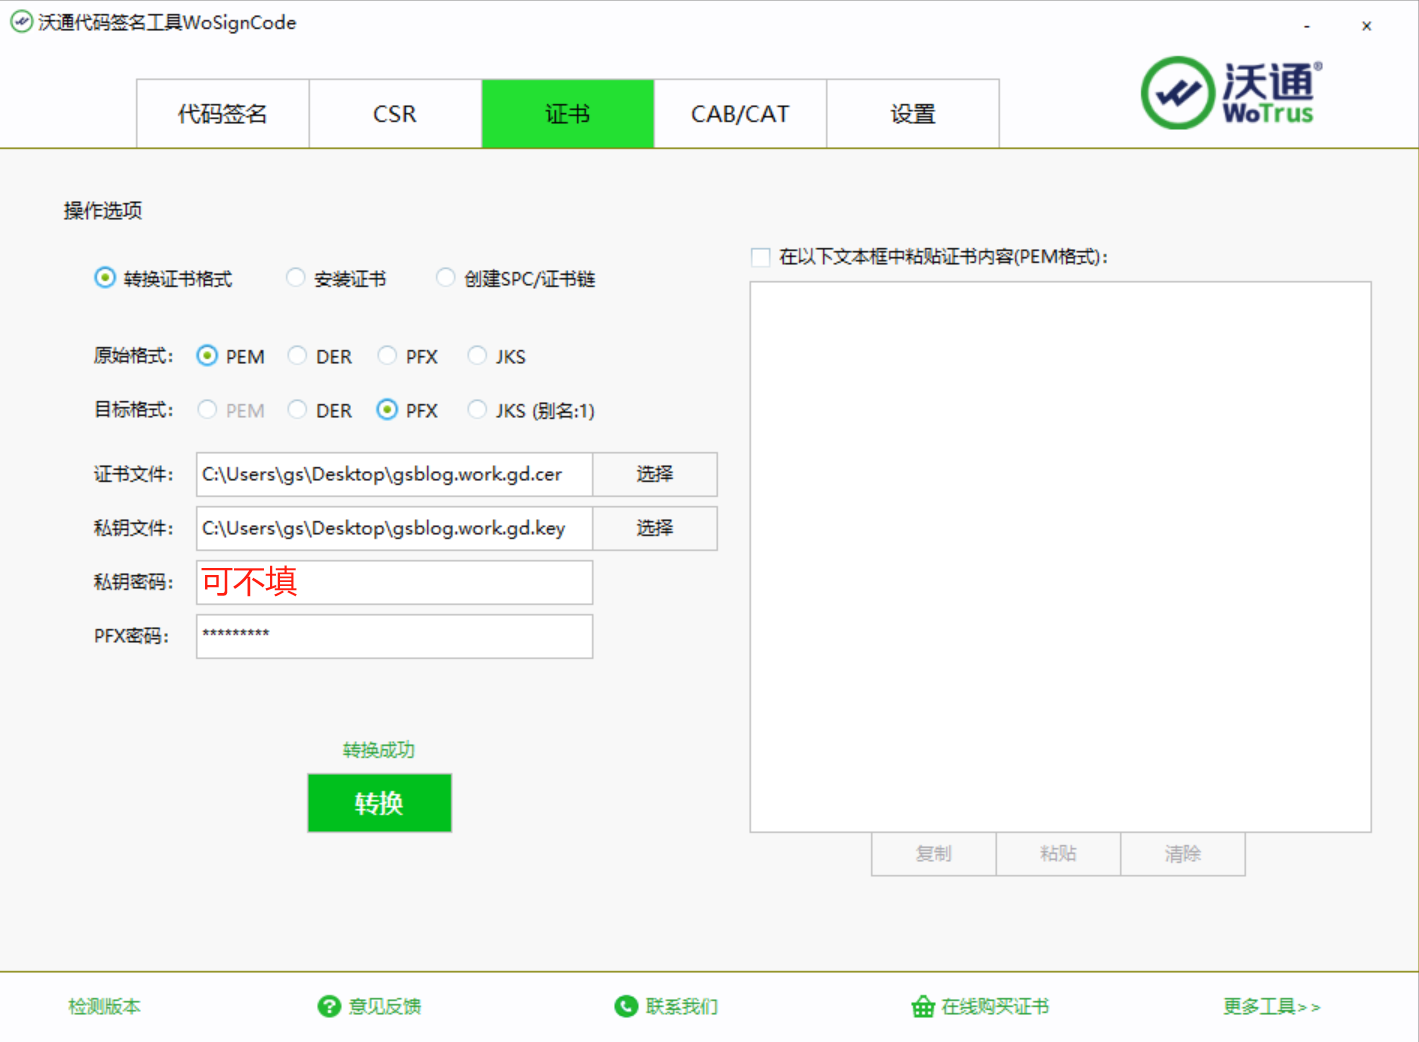 沃通代码签名工具WoSignCode
代码签名
CSR
证书
CAB/CAT
设置
沃通®
WoTrus
操作选项
转换证书格式
安装证书
创建SPC/证书链
原始格式：
PEM
DER
PFX
JKS
目标格式：
PEM
DER
PFX
JKS (别名:1)
证书文件：
C:\Users\gs\Desktop\gsblog.work.gd.cer
选择
私钥文件：
C:\Users\gs\Desktop\gsblog.work.gd.key
选择
私钥密码：
可不填
PFX密码：
*********
转换成功
转换
在以下文本框中粘贴证书内容(PEM格式)：
复制
粘贴
清除
检测版本
意见反馈
联系我们
在线购买证书
更多工具>>